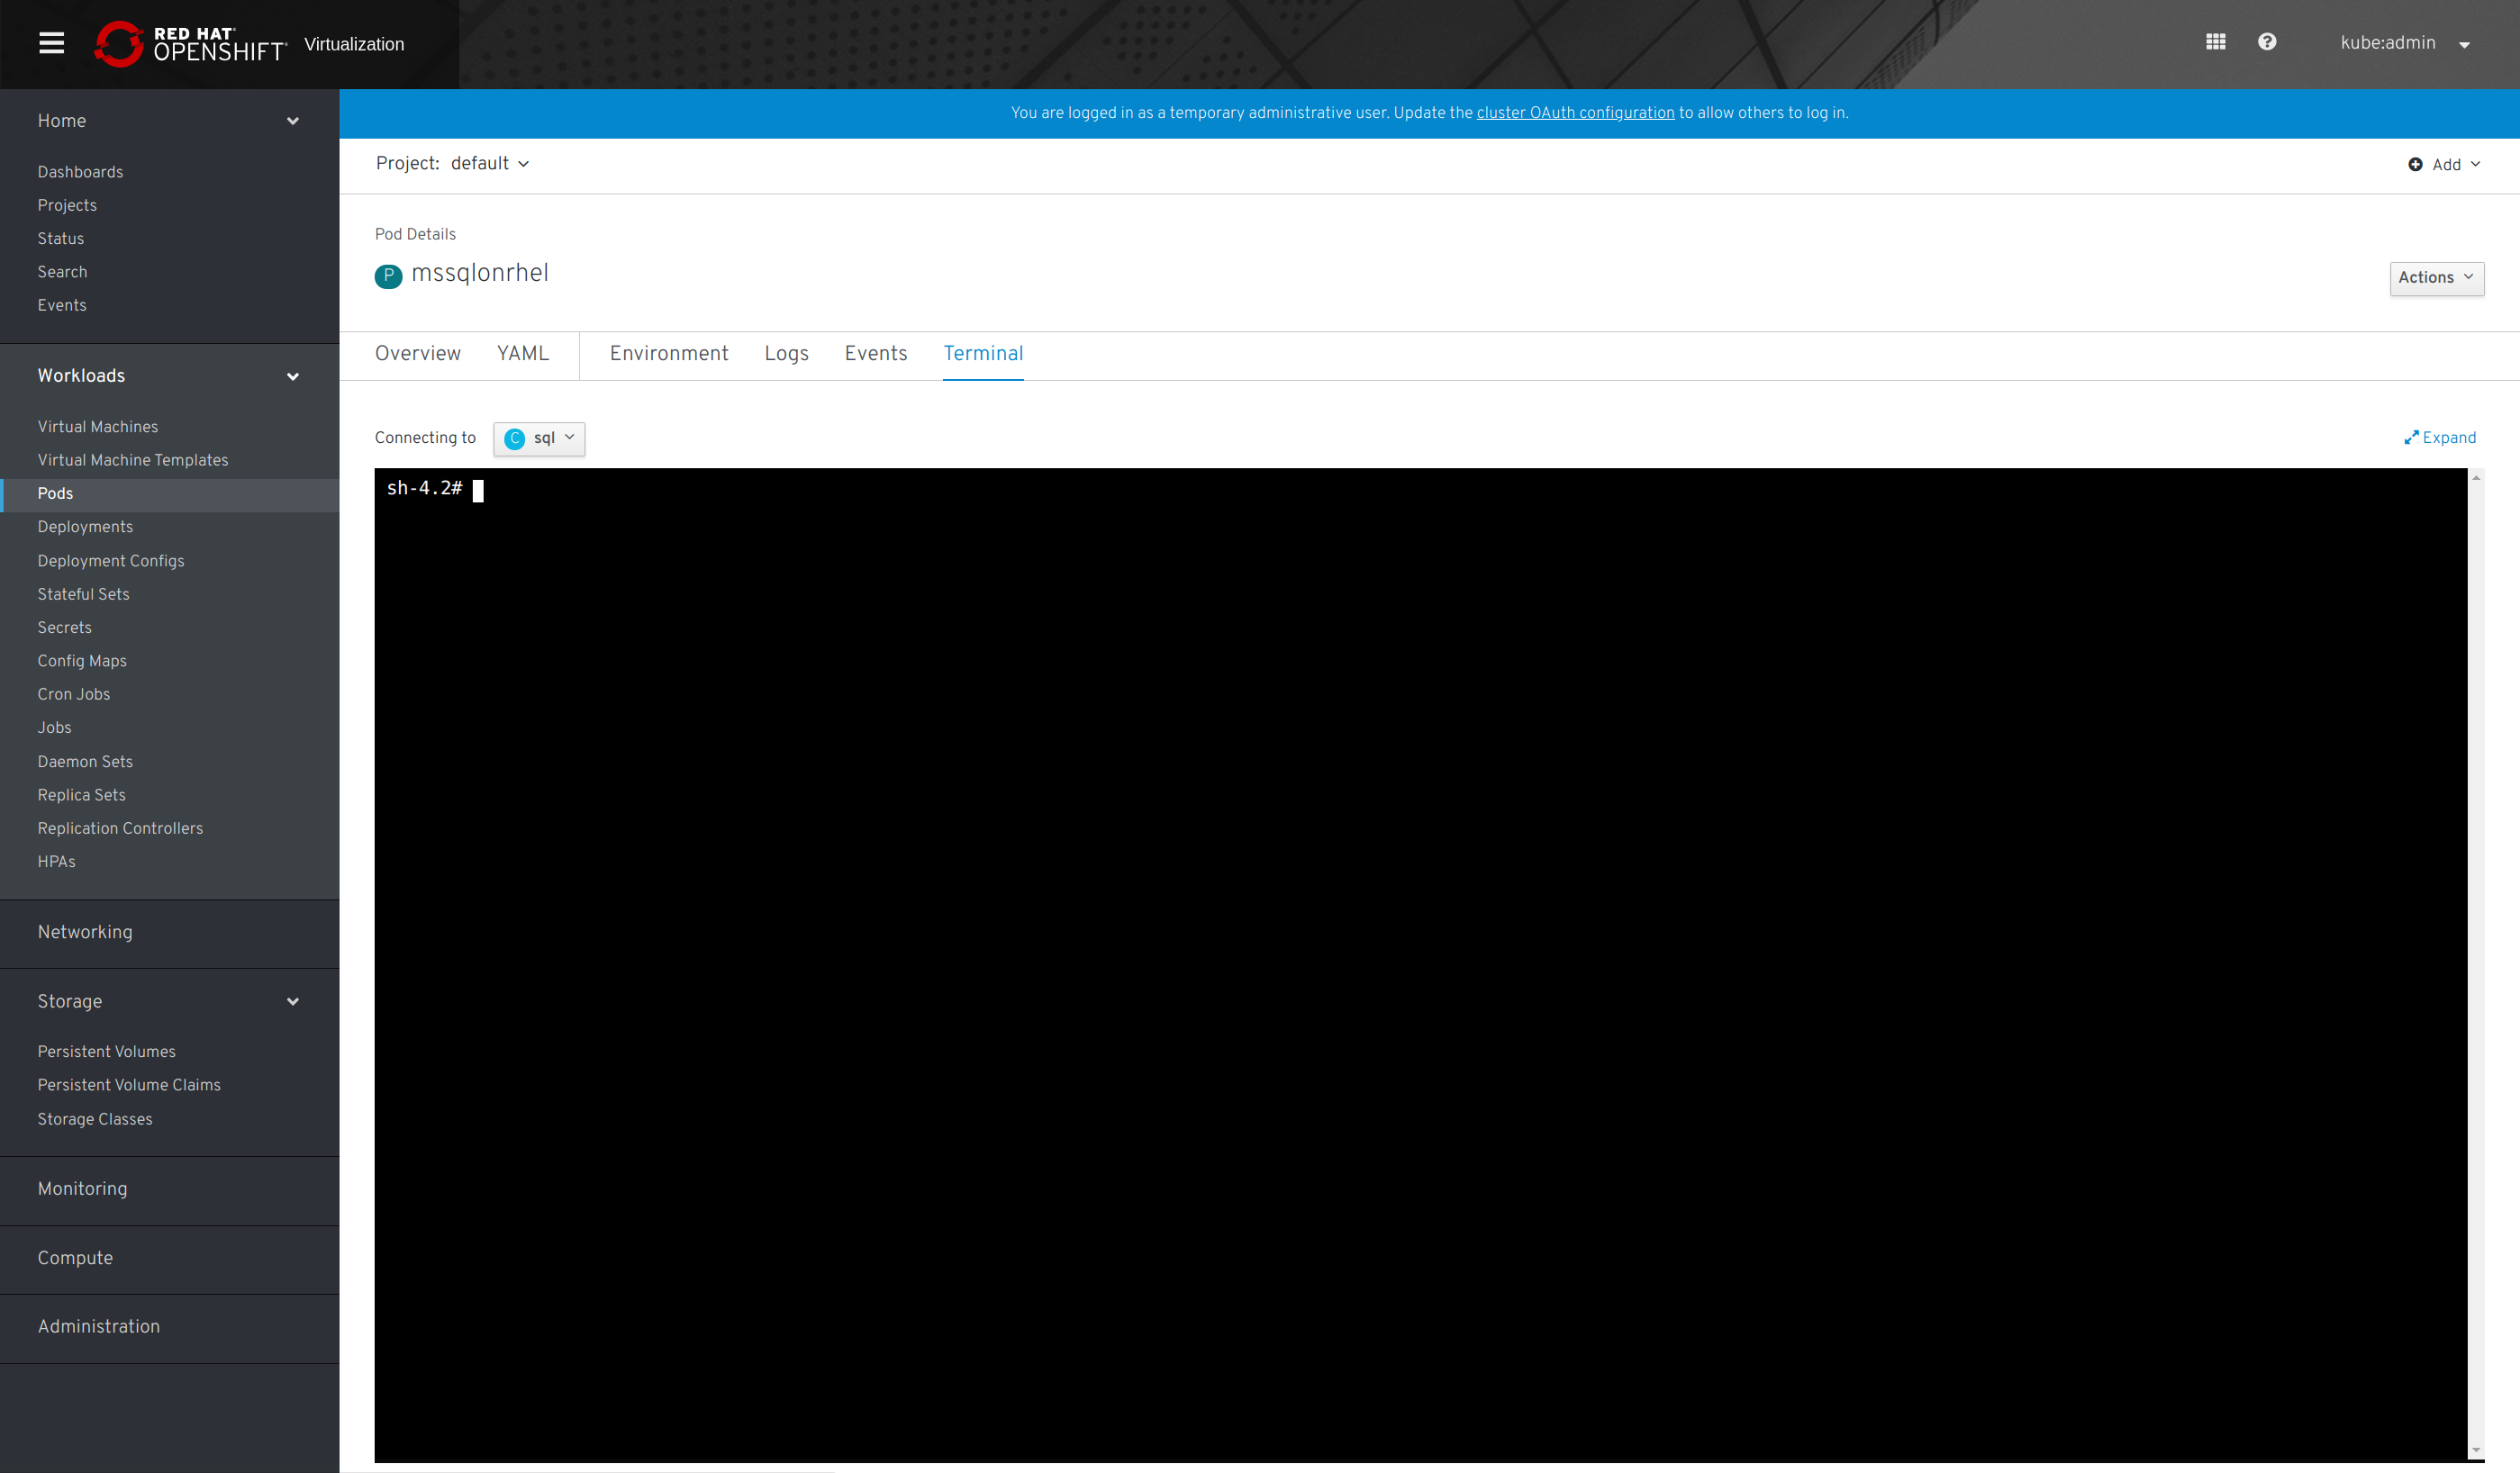 RED HAT
OPENSHIFT Virtualization
kube:admin
You are logged in as a temporary administrative user. Update the cluster OAuth configuration to allow others to log in.
Home
Dashboards
Projects
Status
Search
Events
Workloads
Virtual Machines
Virtual Machine Templates
Pods
Deployments
Deployment Configs
Stateful Sets
Secrets
Config Maps
Cron Jobs
Jobs
Daemon Sets
Replica Sets
Replication Controllers
HPAs
Networking
Storage
Persistent Volumes
Persistent Volume Claims
Storage Classes
Monitoring
Compute
Administration
Project: default
Add
Pod Details
P mssqlonrhel
Actions
Overview YAML Environment Logs Events Terminal
Connecting to C sql
Expand
sh-4.2#